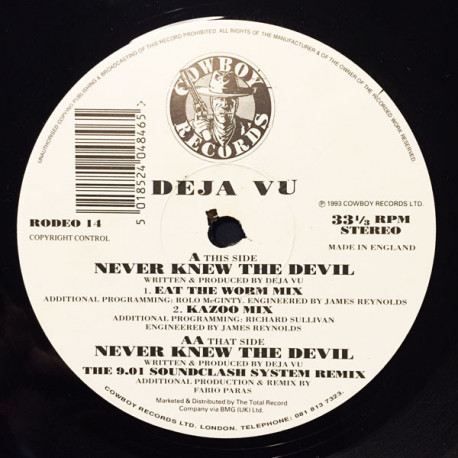 UNAUTHORISED COPYING PUBLISHING & BROADCASTING OF THIS RECORD PROHIBITED. ALL RIGHTS OF THE MANUFACTURER & OF THE OWNER OF THE RECORDED WORK RESERVED
COWBOY
RECORDS
5 018524 048465
DEJA VU
℗ 1993 COWBOY RECORDS LTD.
RODEO 14
COPYRIGHT CONTROL
33⅓ RPM
STEREO
MADE IN ENGLAND
A THIS SIDE
NEVER KNEW THE DEVIL
WRITTEN & PRODUCED BY DEJA VU
1. EAT THE WORM MIX
ADDITIONAL PROGRAMMING: ROLO McGINTY. ENGINEERED BY JAMES REYNOLDS
2. KAZOO MIX
ADDITIONAL PROGRAMMING: RICHARD SULLIVAN
ENGINEERED BY JAMES REYNOLDS
AA THAT SIDE
NEVER KNEW THE DEVIL
WRITTEN & PRODUCED BY DEJA VU
THE 9.01 SOUNDCLASH SYSTEM REMIX
ADDITIONAL PRODUCTION & REMIX BY
FABIO PARAS
Marketed & Distributed by The Total Record
Company via BMG (UK) Ltd.
COWBOY RECORDS LTD. LONDON. TELEPHONE: 081 813 7323.